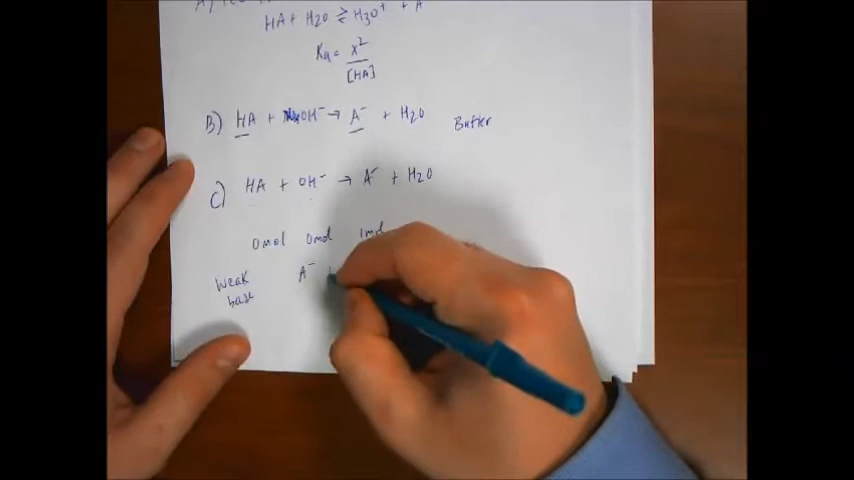 HA + H2O ⇌ H3O+ + A
Ka = x²
[HA]
B) HA + OH⁻ → A⁻ + H2O Buffer
C) HA + OH⁻ → A⁻ + H2O
0mol 0mol 1mol
weak A⁻
base